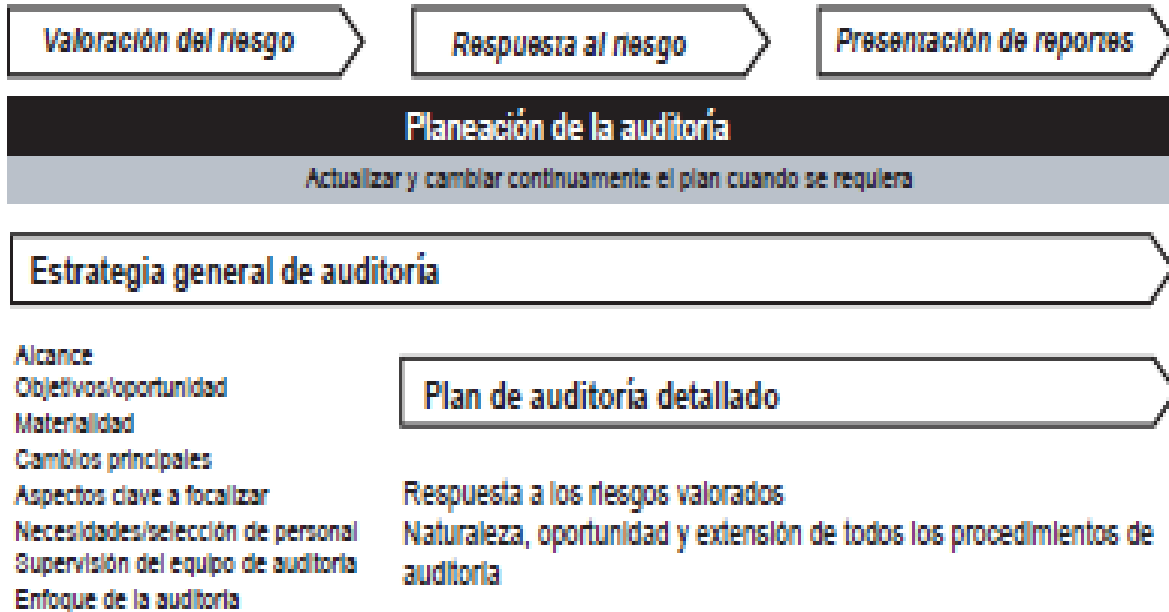 Valoración del riesgo
Respuesta al riesgo
Presentación de reportes
Planeación de la auditoría
Actualizar y cambiar continuamente el plan cuando se requiera
Estrategia general de auditoría
Alcance
Objetivos/oportunidad
Materialidad
Cambios principales
Aspectos clave a focalizar
Necesidades/selección de personal
Supervisión del equipo de auditoría
Enfoque de la auditoría
Plan de auditoría detallado
Respuesta a los riesgos valorados
Naturaleza, oportunidad y extensión de todos los procedimientos de
auditoría